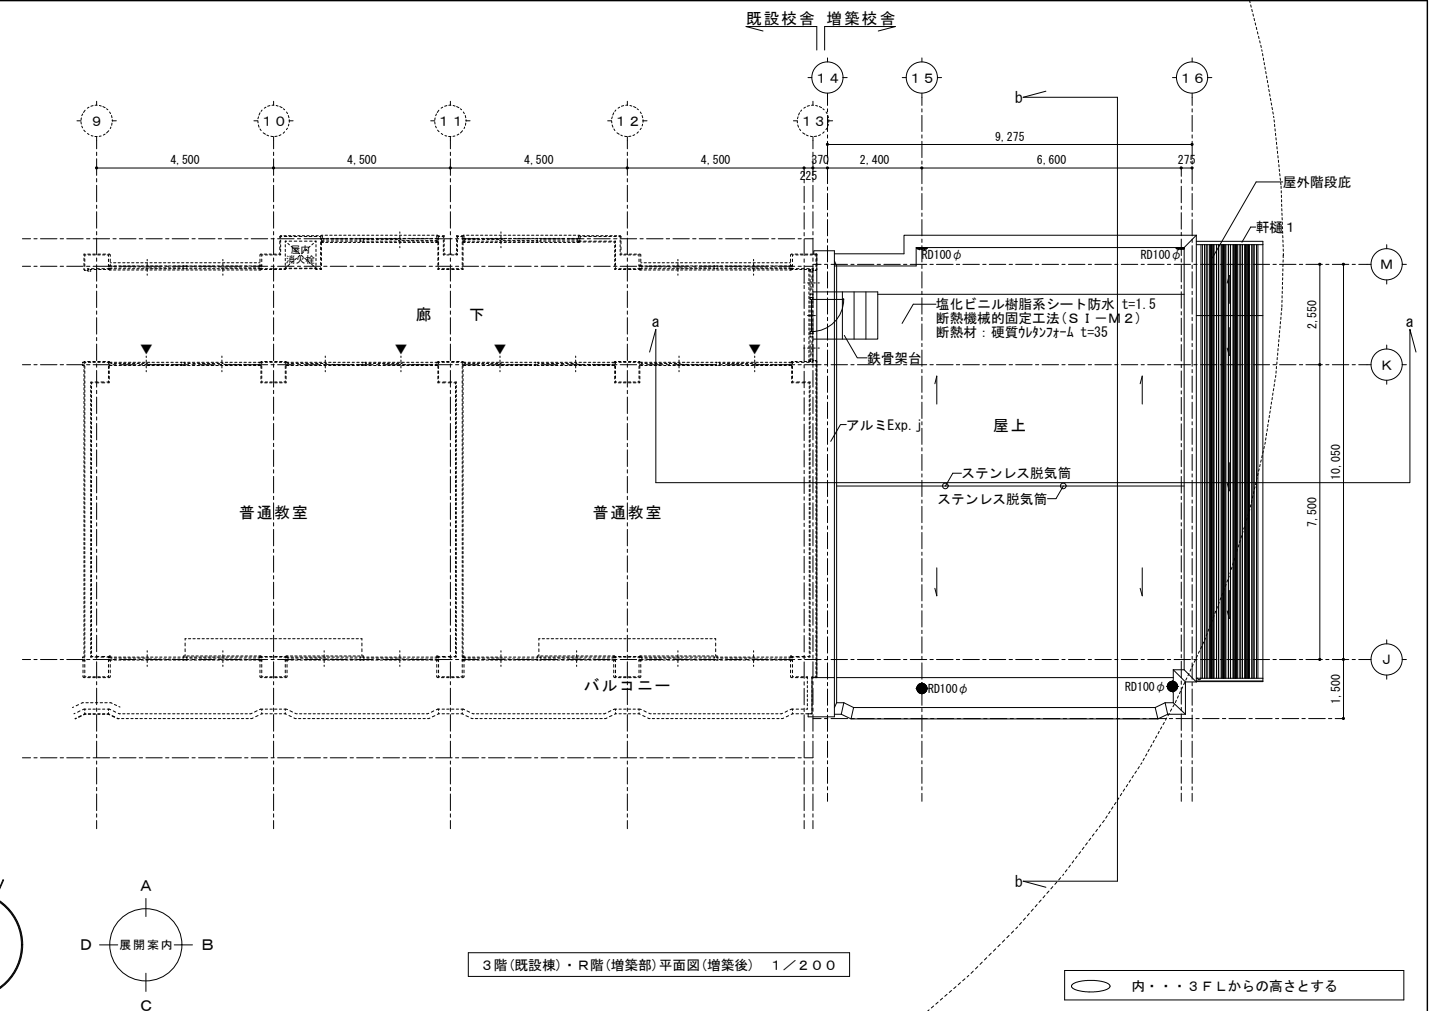 既設校舎 増築校舎
14 15 16
b
9 10 11 12 13
9,275
4,500 4,500 4,500 4,500 370 2,400 6,600 275
225
屋外階段庇
軒樋1
屋内
消火栓
RD100φ RD100φ
M
塩化ビニル樹脂系シート防水 t=1.5
断熱機械的固定工法(SI-M2)
断熱材:硬質ウレタンフォーム t=35
廊 下
a a
2,550
鉄骨架台
K
アルミExp.j
屋上
10,050
ステンレス脱気筒
ステンレス脱気筒
普通教室 普通教室
7,500
J
バルコニー
RD100φ RD100φ
1,500
b
A
D 展開案内 B
C
3階(既設棟)・R階(増築部)平面図(増築後) 1/200
内・・・3FLからの高さとする